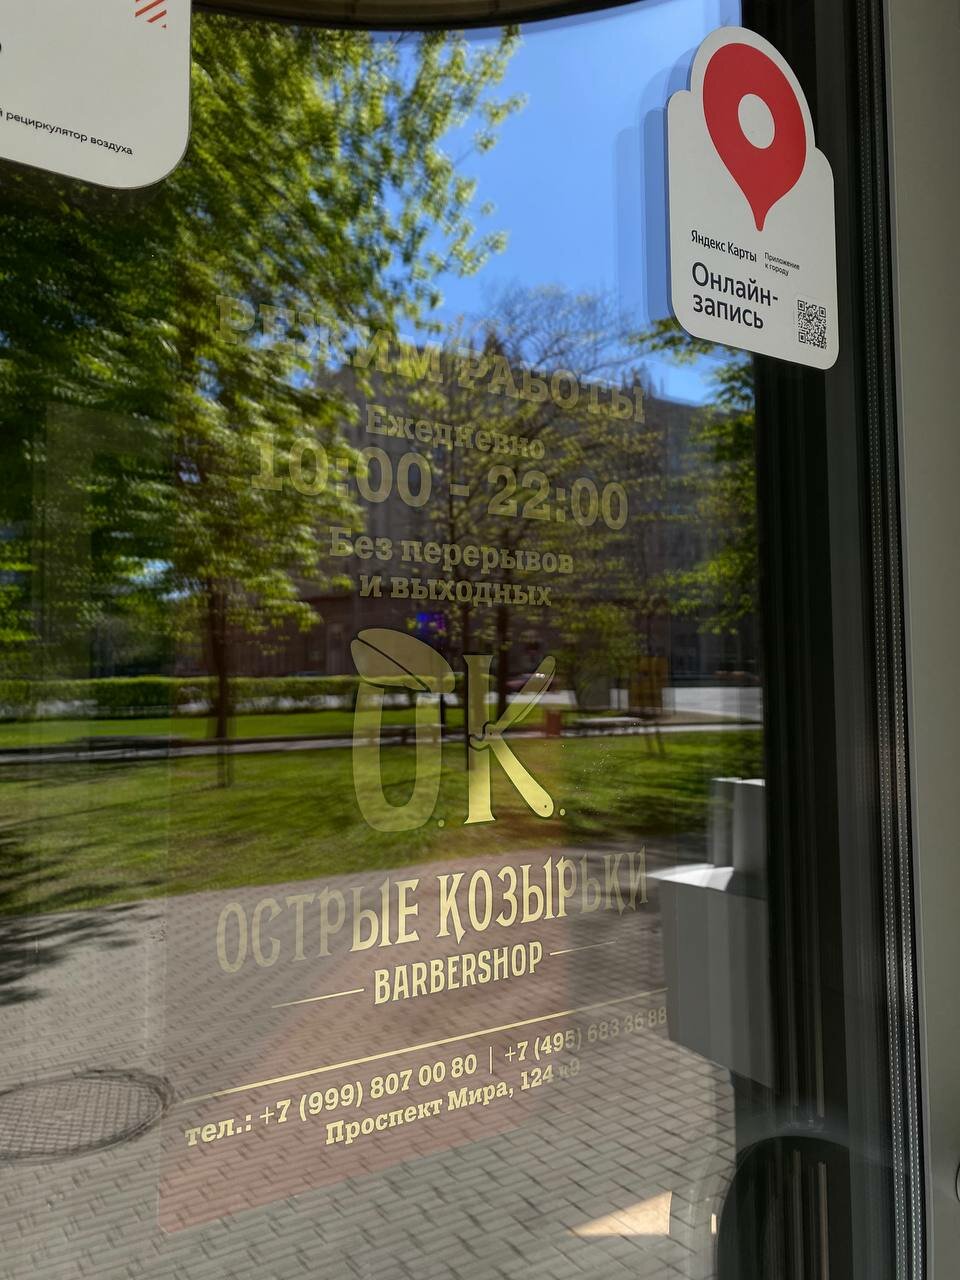 й рециркулятор воздуха
Яндекс Карты
Приложение
к городу
Онлайн-
запись
РЕЖИМ РАБОТЫ
Ежедневно
10:00 - 22:00
Без перерывов
и выходных
О.К.
ОСТРЫЕ КОЗЫРЬКИ
BARBERSHOP
тел.: +7 (999) 807 00 80 | +7 (495) 683 36 88
Проспект Мира, 124